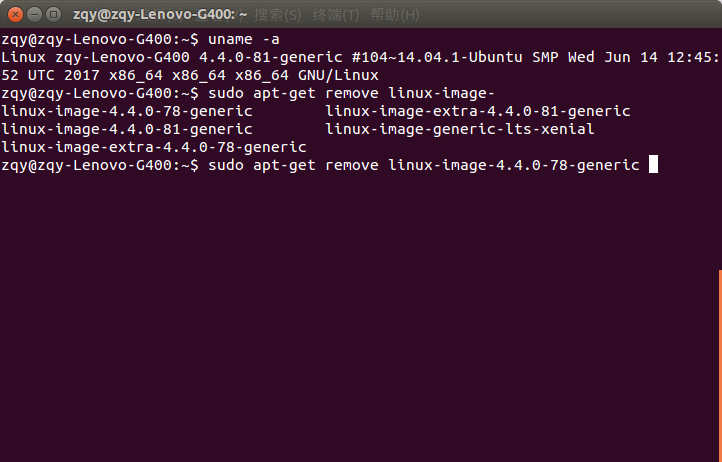 zqy@zqy-Lenovo-G400: ~ 搜索(S) 终端(T) 帮助(H)
zqy@zqy-Lenovo-G400:~$ uname -a
Linux zqy-Lenovo-G400 4.4.0-81-generic #104~14.04.1-Ubuntu SMP Wed Jun 14 12:45:
52 UTC 2017 x86_64 x86_64 x86_64 GNU/Linux
zqy@zqy-Lenovo-G400:~$ sudo apt-get remove linux-image-
linux-image-4.4.0-78-generic linux-image-extra-4.4.0-81-generic
linux-image-4.4.0-81-generic linux-image-generic-lts-xenial
linux-image-extra-4.4.0-78-generic
zqy@zqy-Lenovo-G400:~$ sudo apt-get remove linux-image-4.4.0-78-generic